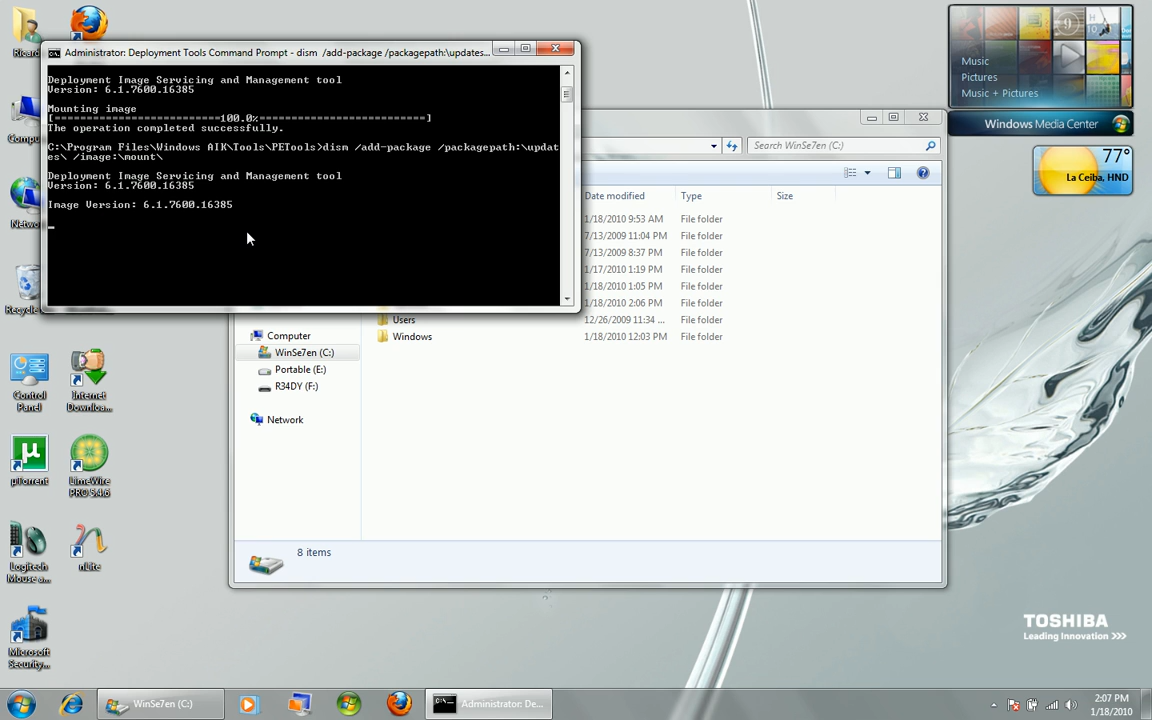 Ricard
Administrator: Deployment Tools Command Prompt - dism /add-package /packagepath:\updates...
Deployment Image Servicing and Management tool
Version: 6.1.7600.16385
Mounting image
[==========================100.0%==========================]
The operation completed successfully.
C:\Program Files\Windows AIK\Tools\PETools>dism /add-package /packagepath:\updat
es\ /image:\mount\
Deployment Image Servicing and Management tool
Version: 6.1.7600.16385
Image Version: 6.1.7600.16385
Search WinSe7en (C:)
Date modified
Type
Size
1/18/2010 9:53 AM File folder
7/13/2009 11:04 PM File folder
7/13/2009 8:37 PM File folder
1/17/2010 1:19 PM File folder
1/18/2010 1:05 PM File folder
1/18/2010 2:06 PM File folder
Users 12/26/2009 11:34 ... File folder
Windows 1/18/2010 12:03 PM File folder
Computer
WinSe7en (C:)
Portable (E:)
R34DY (F:)
Network
8 items
Music
Pictures
Music + Pictures
Windows Media Center
77°
La Ceiba, HND
Compu
Netwo
Recycle
Control
Panel
Internet
Downloa...
µTorrent
LimeWire
PRO 5.4.6
Logitech
Mouse a...
nLite
Microsoft
Security...
TOSHIBA
Leading Innovation >>>
WinSe7en (C:)
Administrator: De...
2:07 PM
1/18/2010